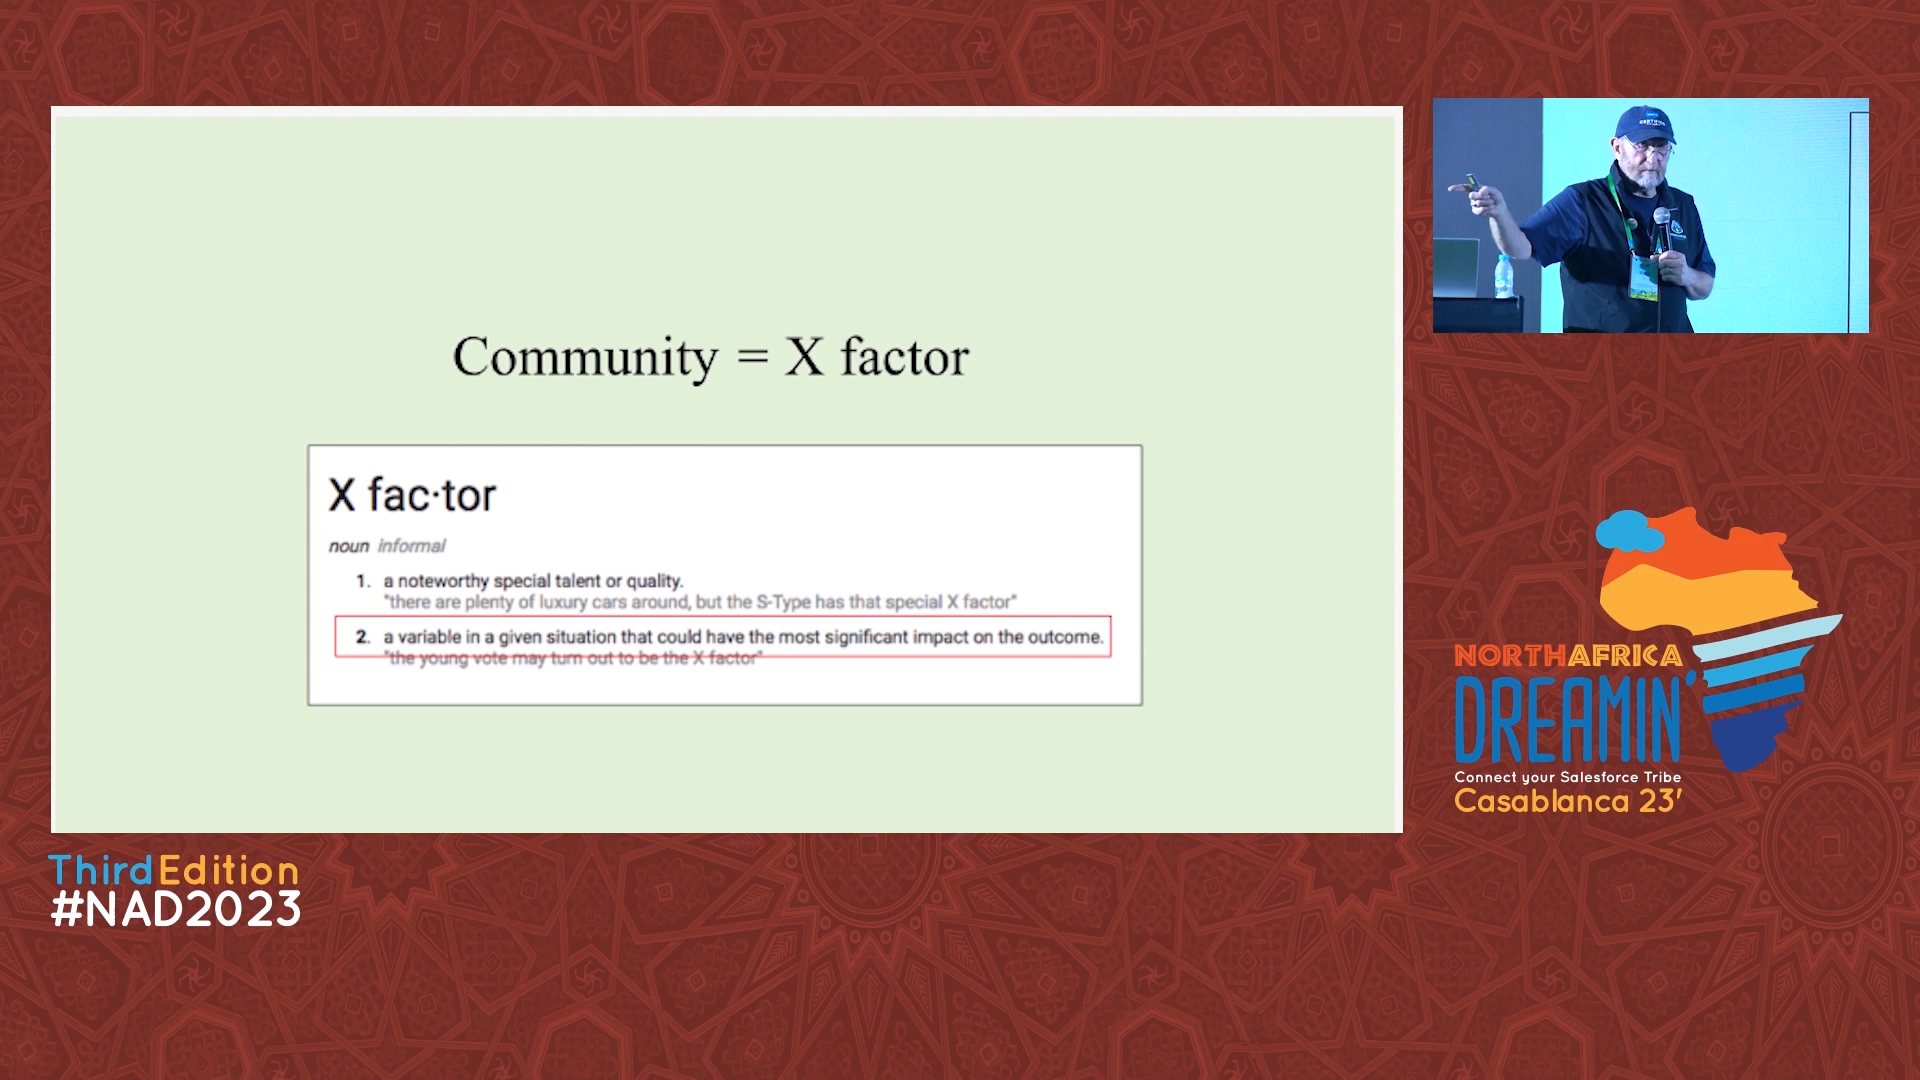 Community = X factor
X fac·tor
noun informal
1. a noteworthy special talent or quality.
"there are plenty of luxury cars around, but the S-Type has that special X factor"
2. a variable in a given situation that could have the most significant impact on the outcome.
"the young vote may turn out to be the X factor"
NORTHAFRICA
DREAMIN'
Connect your Salesforce Tribe
Casablanca 23'
ThirdEdition
#NAD2023